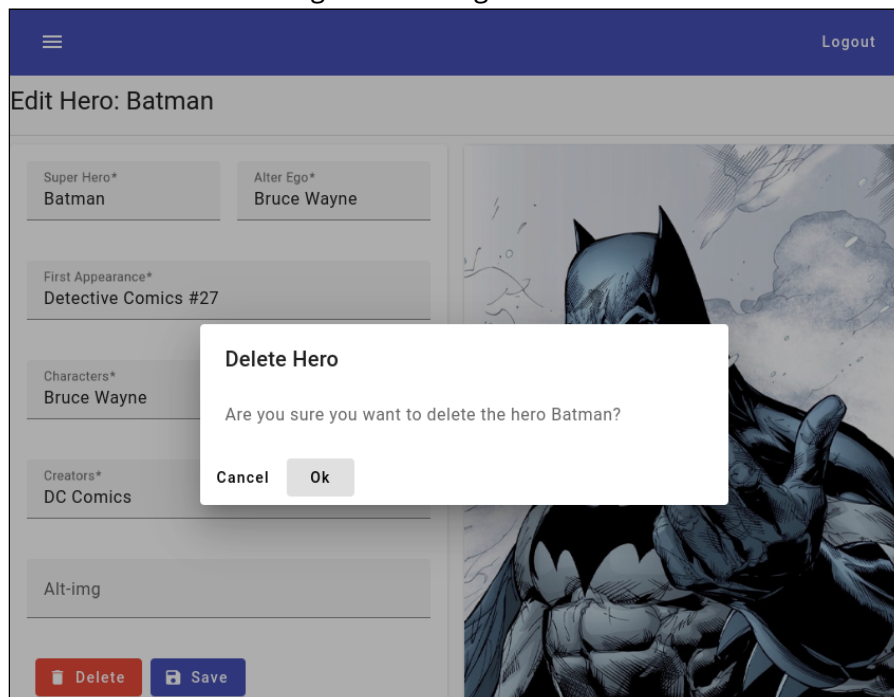 Logout
Edit Hero: Batman
Super Hero*
Batman
Alter Ego*
Bruce Wayne
First Appearance*
Detective Comics #27
Characters*
Bruce Wayne
Creators*
DC Comics
Delete Hero
Are you sure you want to delete the hero Batman?
Cancel
Ok
Alt-img
Delete
Save